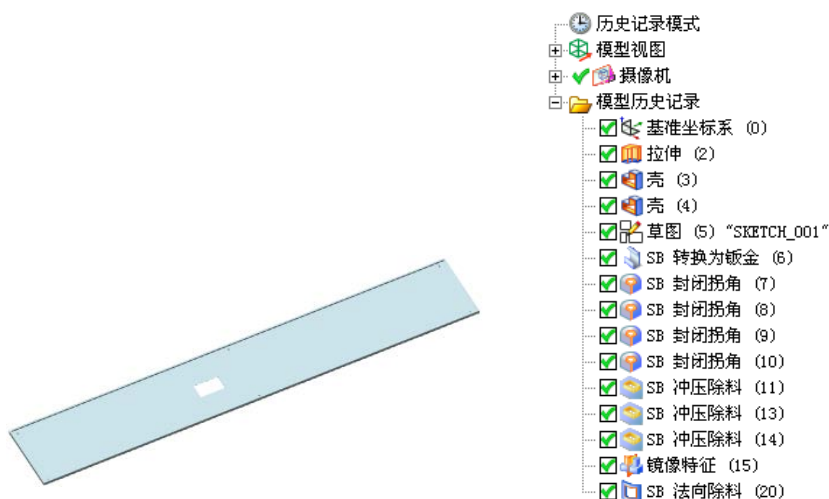 历史记录模式
模型视图
摄像机
模型历史记录
基准坐标系 (0)
拉伸 (2)
壳 (3)
壳 (4)
草图 (5) "SKETCH_001"
SB 转换为钣金 (6)
SB 封闭拐角 (7)
SB 封闭拐角 (8)
SB 封闭拐角 (9)
SB 封闭拐角 (10)
SB 冲压除料 (11)
SB 冲压除料 (13)
SB 冲压除料 (14)
镜像特征 (15)
SB 法向除料 (20)